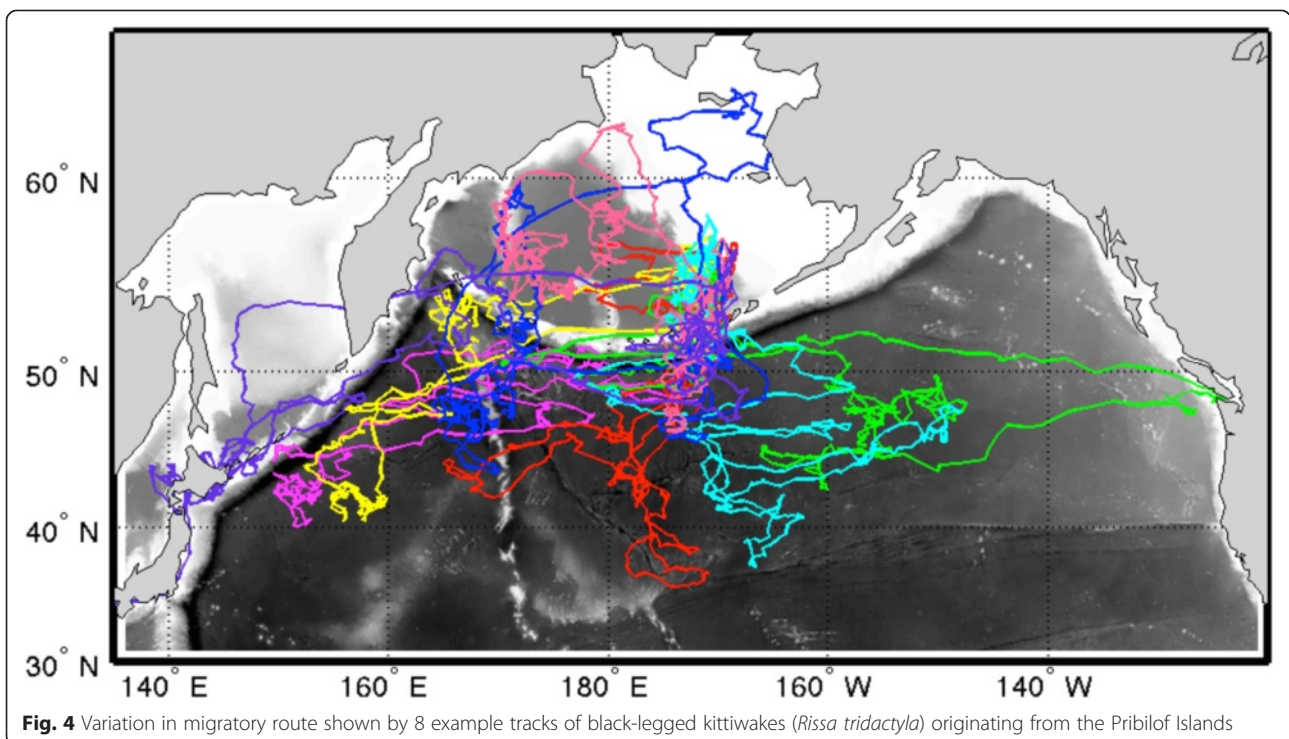 60° N
50° N
40° N
30° N
140° E 160° E 180° E 160° W 140° W
Fig. 4 Variation in migratory route shown by 8 example tracks of black-legged kittiwakes (Rissa tridactyla) originating from the Pribilof Islands